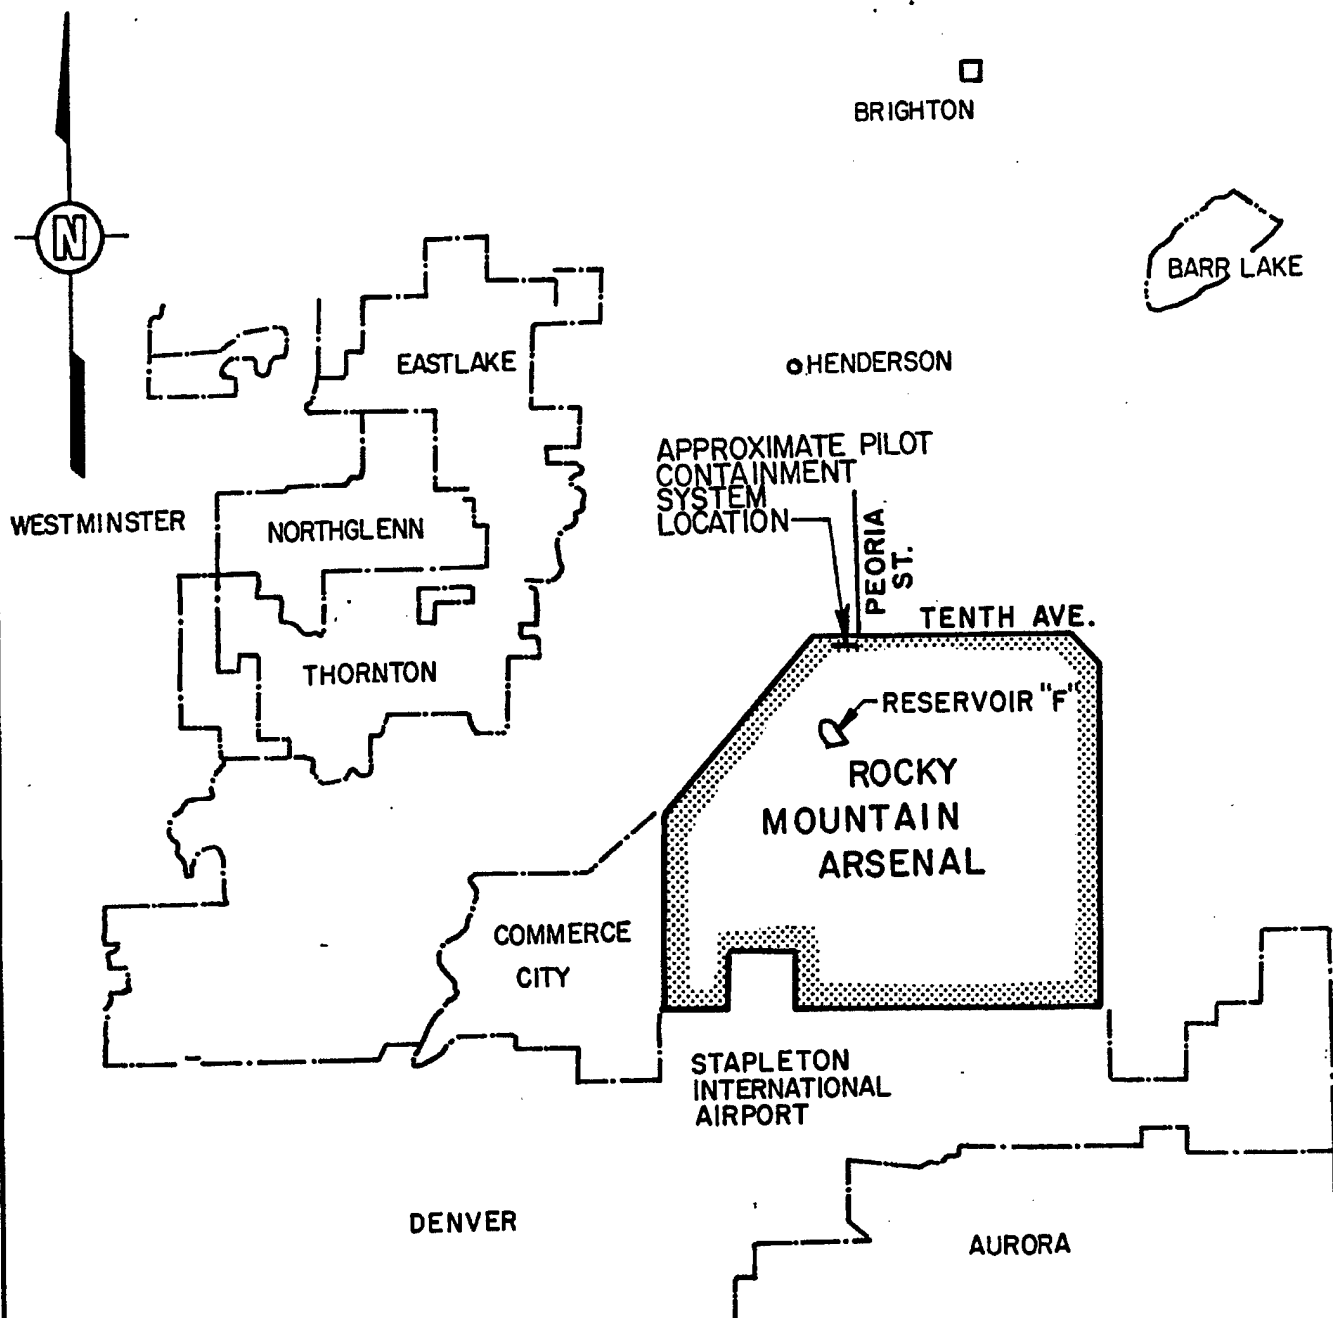 BRIGHTON
N
BARR LAKE
EASTLAKE
HENDERSON
APPROXIMATE PILOT
CONTAINMENT
SYSTEM
LOCATION
WESTMINSTER
NORTHGLENN
PEORIA
ST.
TENTH AVE.
THORNTON
RESERVOIR "F"
ROCKY
MOUNTAIN
ARSENAL
COMMERCE
CITY
STAPLETON
INTERNATIONAL
AIRPORT
DENVER
AURORA